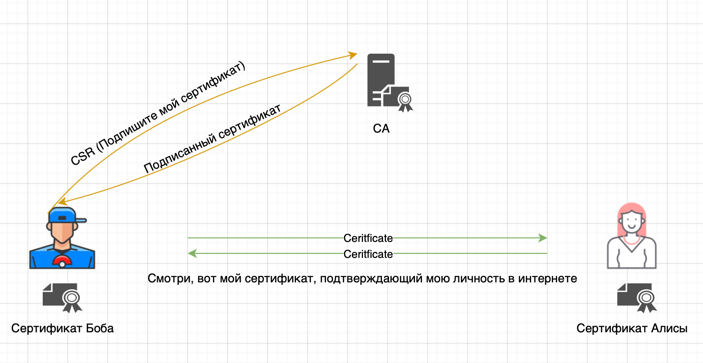 CSR (Подпишите мой сертификат)
Подписанный сертификат
CA
Ceritficate
Ceritficate
Смотри, вот мой сертификат, подтверждающий мою личность в интернете
Сертификат Боба
Сертификат Алисы